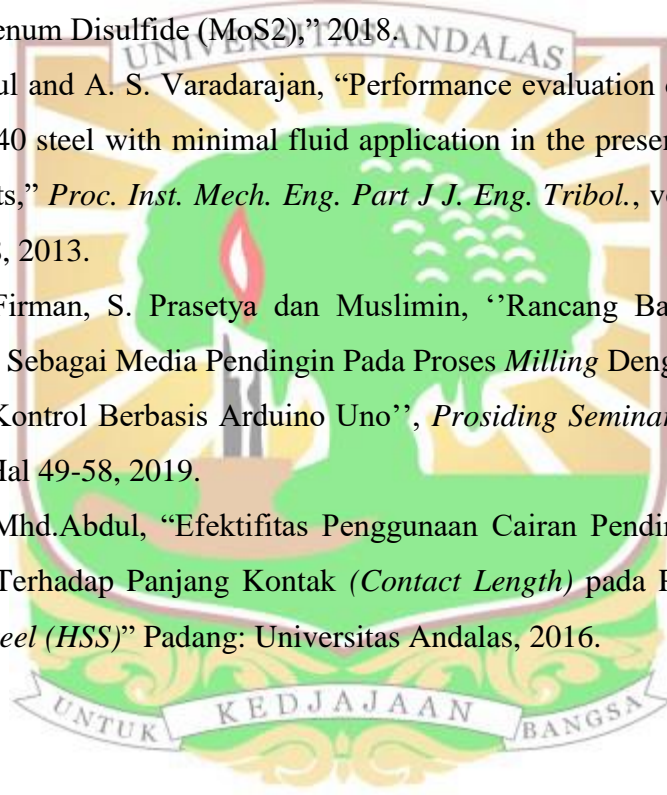 enum Disulfide (MoS2),” 2018.
UNIVERSITAS ANDALAS
ul and A. S. Varadarajan, “Performance evaluation
40 steel with minimal fluid application in the presen
ts,” Proc. Inst. Mech. Eng. Part J J. Eng. Tribol., v
, 2013.
Firman, S. Prasetya dan Muslimin, ‘’Rancang Ba
Sebagai Media Pendingin Pada Proses Milling Deng
Kontrol Berbasis Arduino Uno’’, Prosiding Seminar
Hal 49-58, 2019.
Mhd.Abdul, “Efektifitas Penggunaan Cairan Pendin
Terhadap Panjang Kontak (Contact Length) pada
eel (HSS)” Padang: Universitas Andalas, 2016.
UNTUK KEDJAJAAN BANGSA